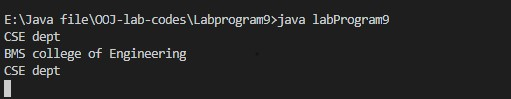 E:\Java file\OOJ-lab-codes\Labprogram9>java labProgram9
CSE dept
BMS college of Engineering
CSE dept